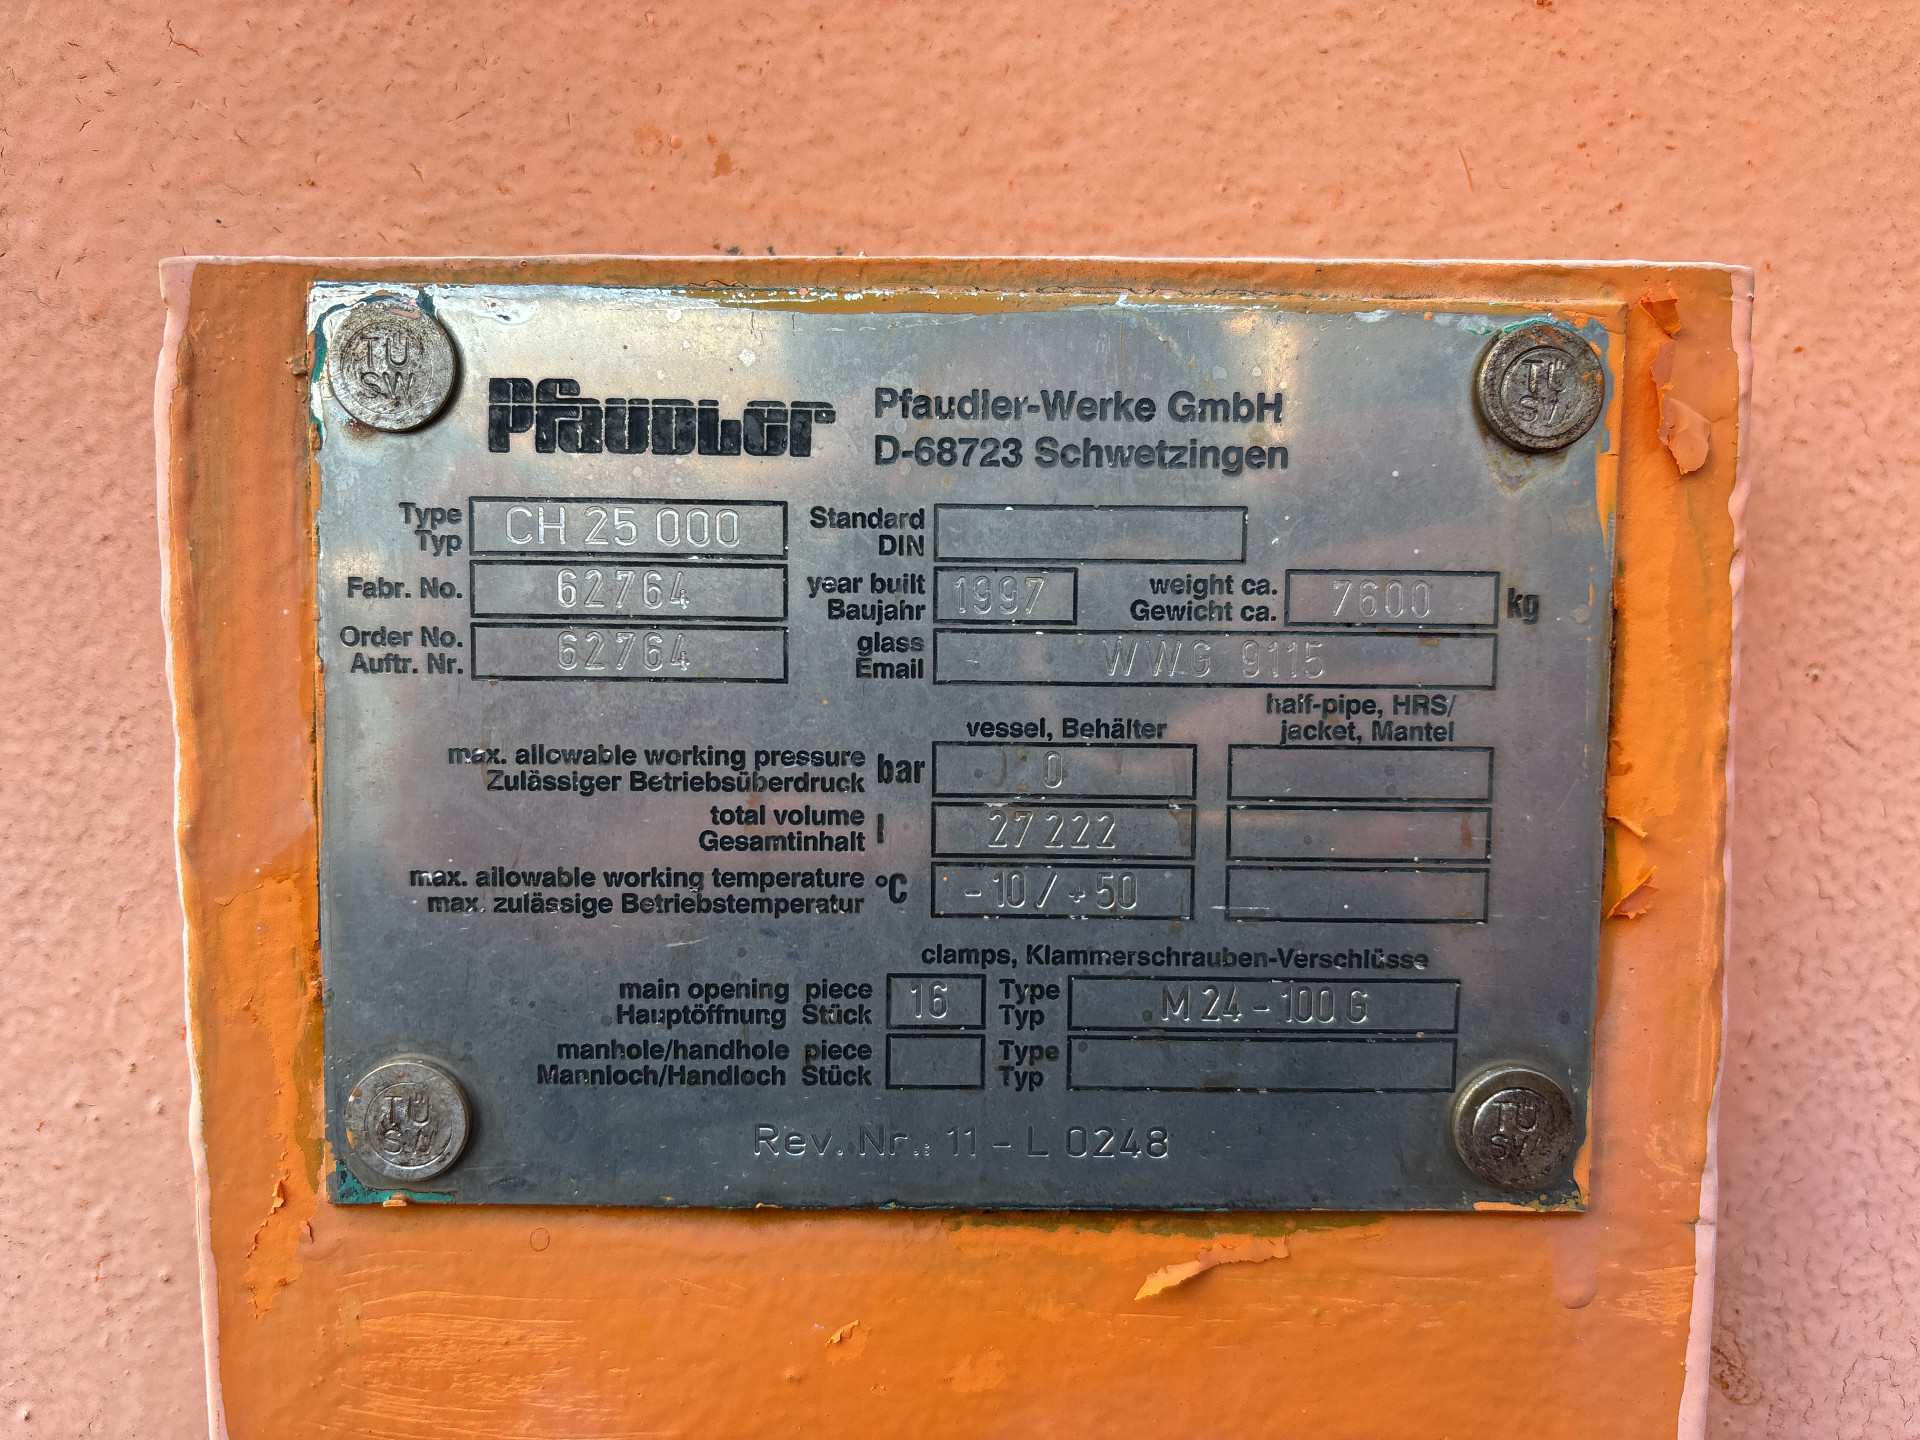 TÜ
SW
TÜ
SW
Pfaudler
Pfaudler-Werke GmbH
D-68723 Schwetzingen
Type
Typ
CH 25 000
Standard
DIN
Fabr. No.
62764
year built
Baujahr
1997
weight ca.
Gewicht ca.
7600
kg
Order No.
Auftr. Nr.
62764
glass
Email
WWG 9115
vessel, Behälter
half-pipe, HRS/
jacket, Mantel
max. allowable working pressure
Zulässiger Betriebsüberdruck
bar
0
total volume
Gesamtinhalt
l
27 222
max. allowable working temperature
max. zulässige Betriebstemperatur
°C
-10/+50
clamps, Klammerschrauben-Verschlüsse
main opening piece
Hauptöffnung Stück
16
Type
Typ
M 24 - 100 G
manhole/handhole piece
Mannloch/Handloch Stück
Type
Typ
Rev. Nr.: 11 - L 0248
TÜ
SW
TÜ
SW